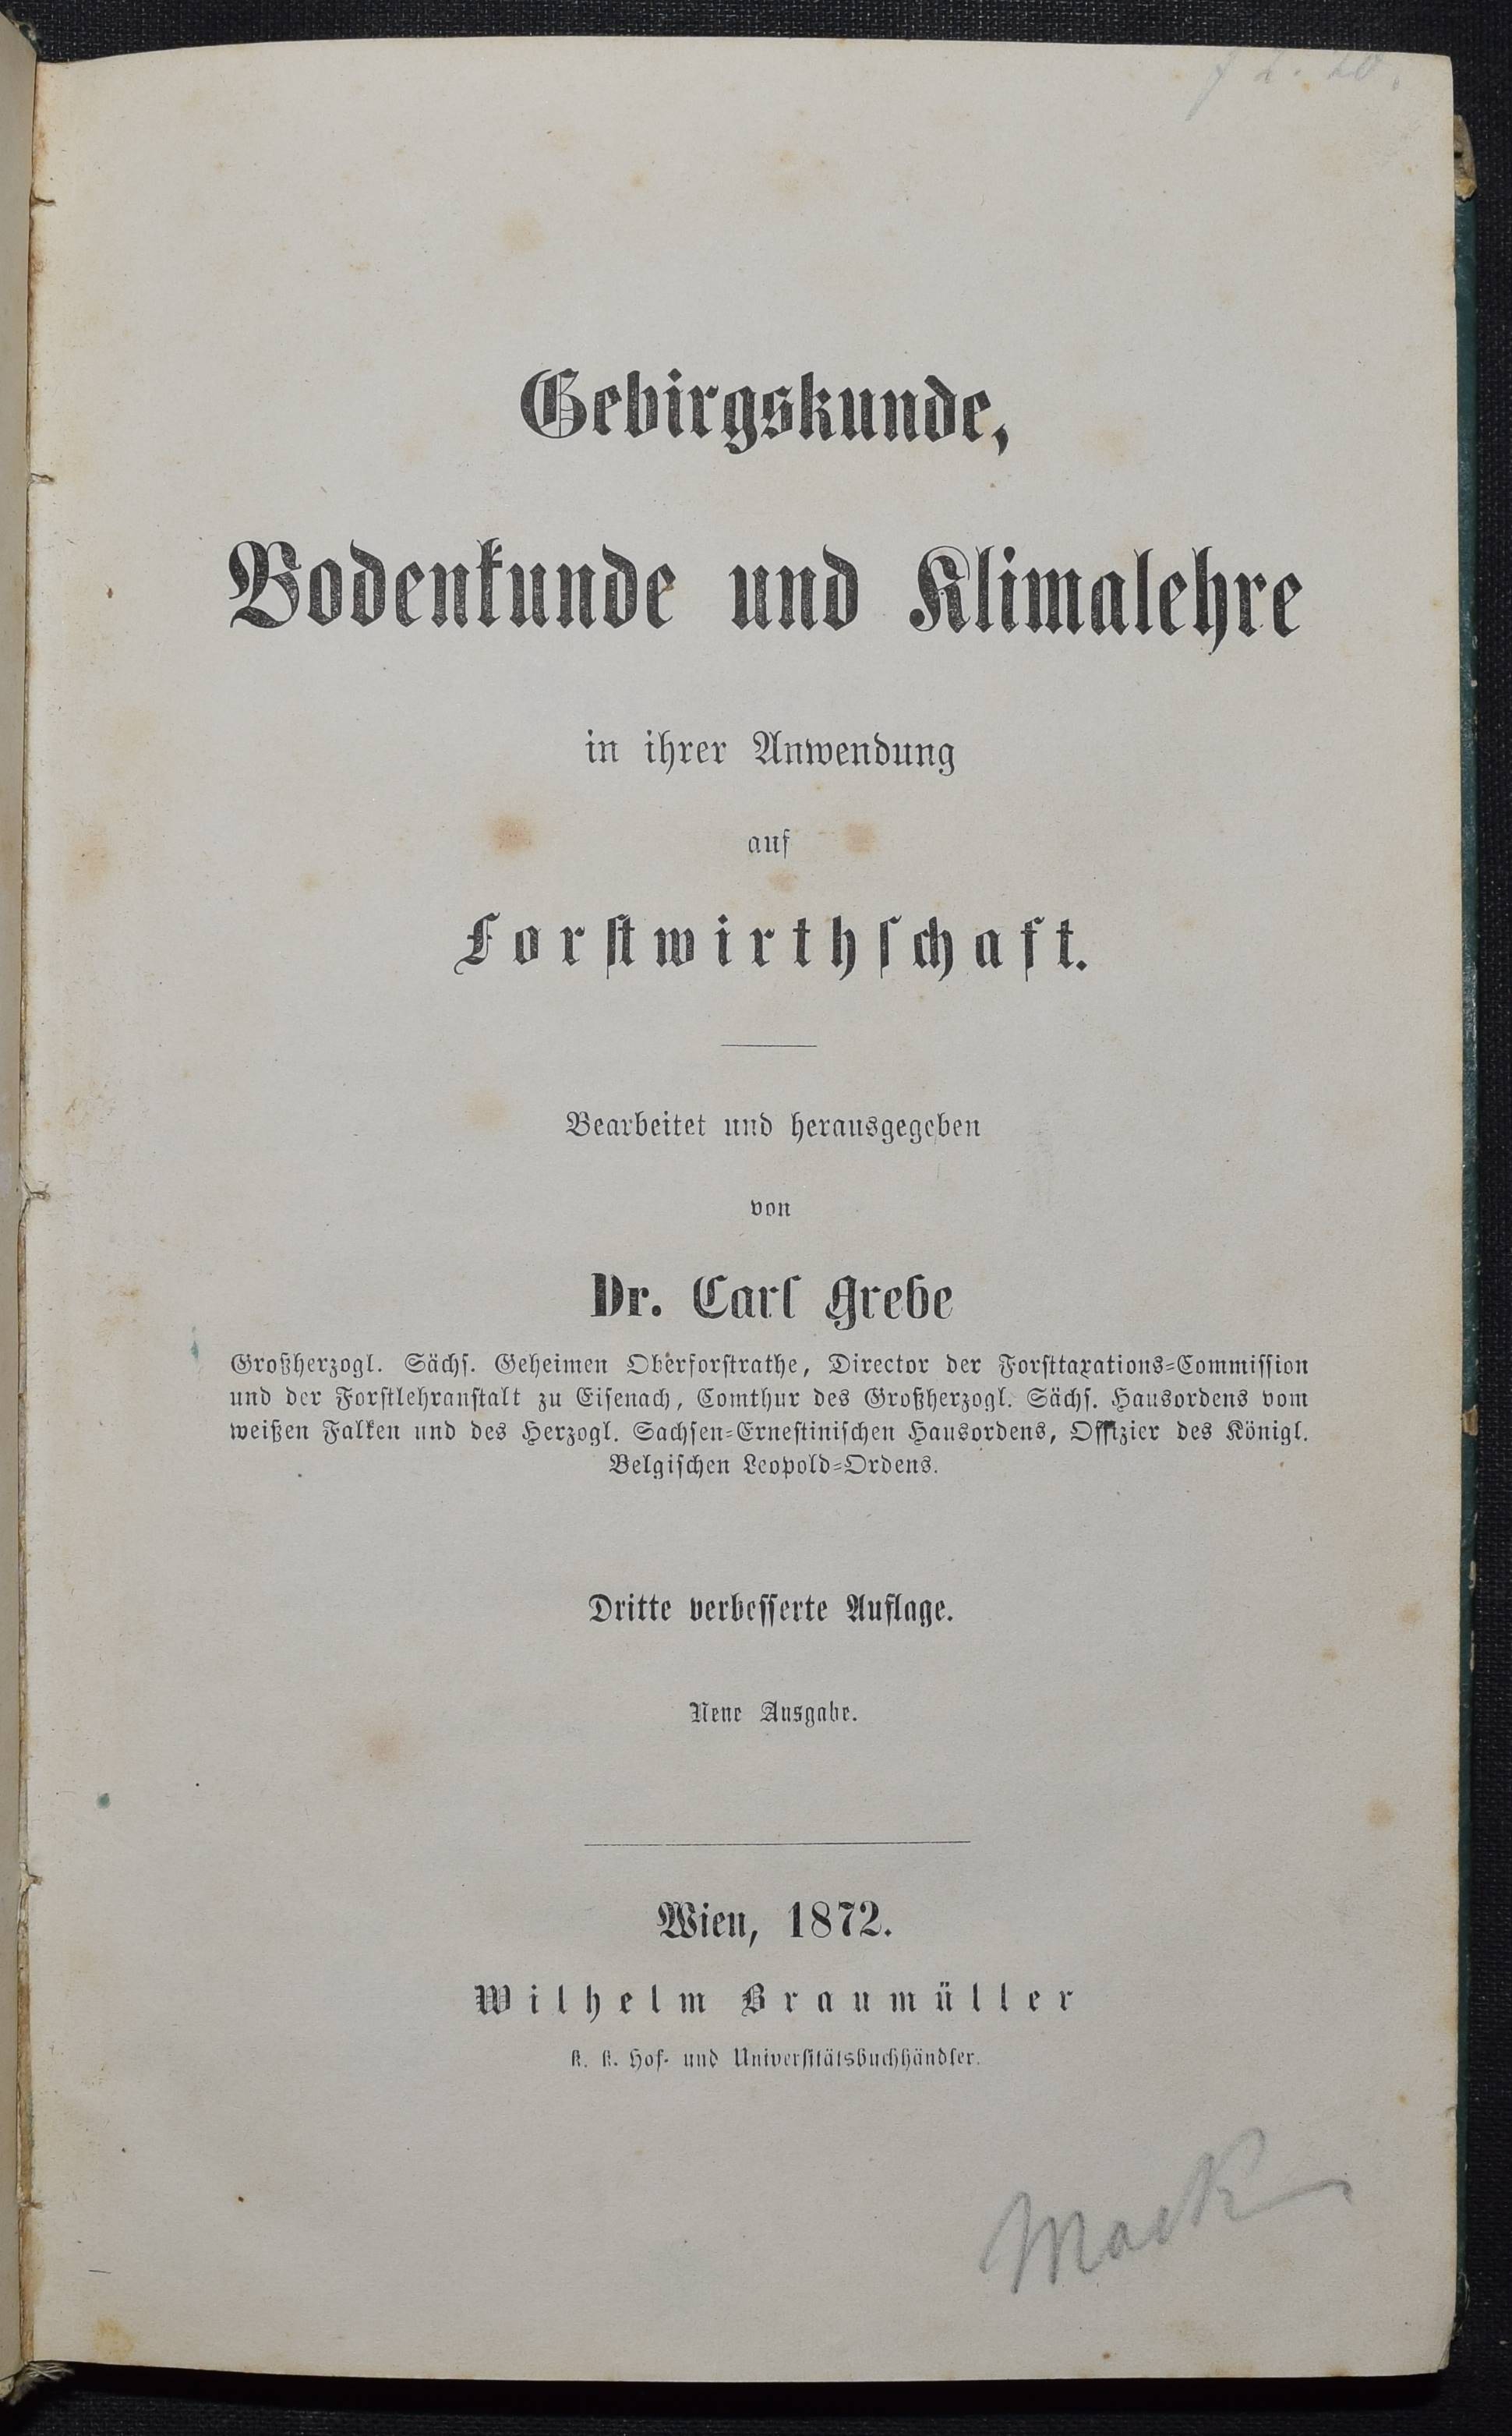 f 2. 20.
Gebirgskunde,
Bodenkunde und Klimalehre
in ihrer Anwendung
auf
Forstwirthschaft.
Bearbeitet und herausgegeben
von
Dr. Carl Grebe
Großherzogl. Sächs. Geheimen Oberforstrathe, Director der Forsttaxations-Commission
und der Forstlehranstalt zu Eisenach, Comthur des Großherzogl. Sächs. Hausordens vom
weißen Falken und des Herzogl. Sachsen-Ernestinischen Hausordens, Offizier des Königl.
Belgischen Leopold-Ordens.
Dritte verbesserte Auflage.
Neue Ausgabe.
Wien, 1872.
Wilhelm Braumüller
k. k. Hof- und Universitätsbuchhändler.
Mack